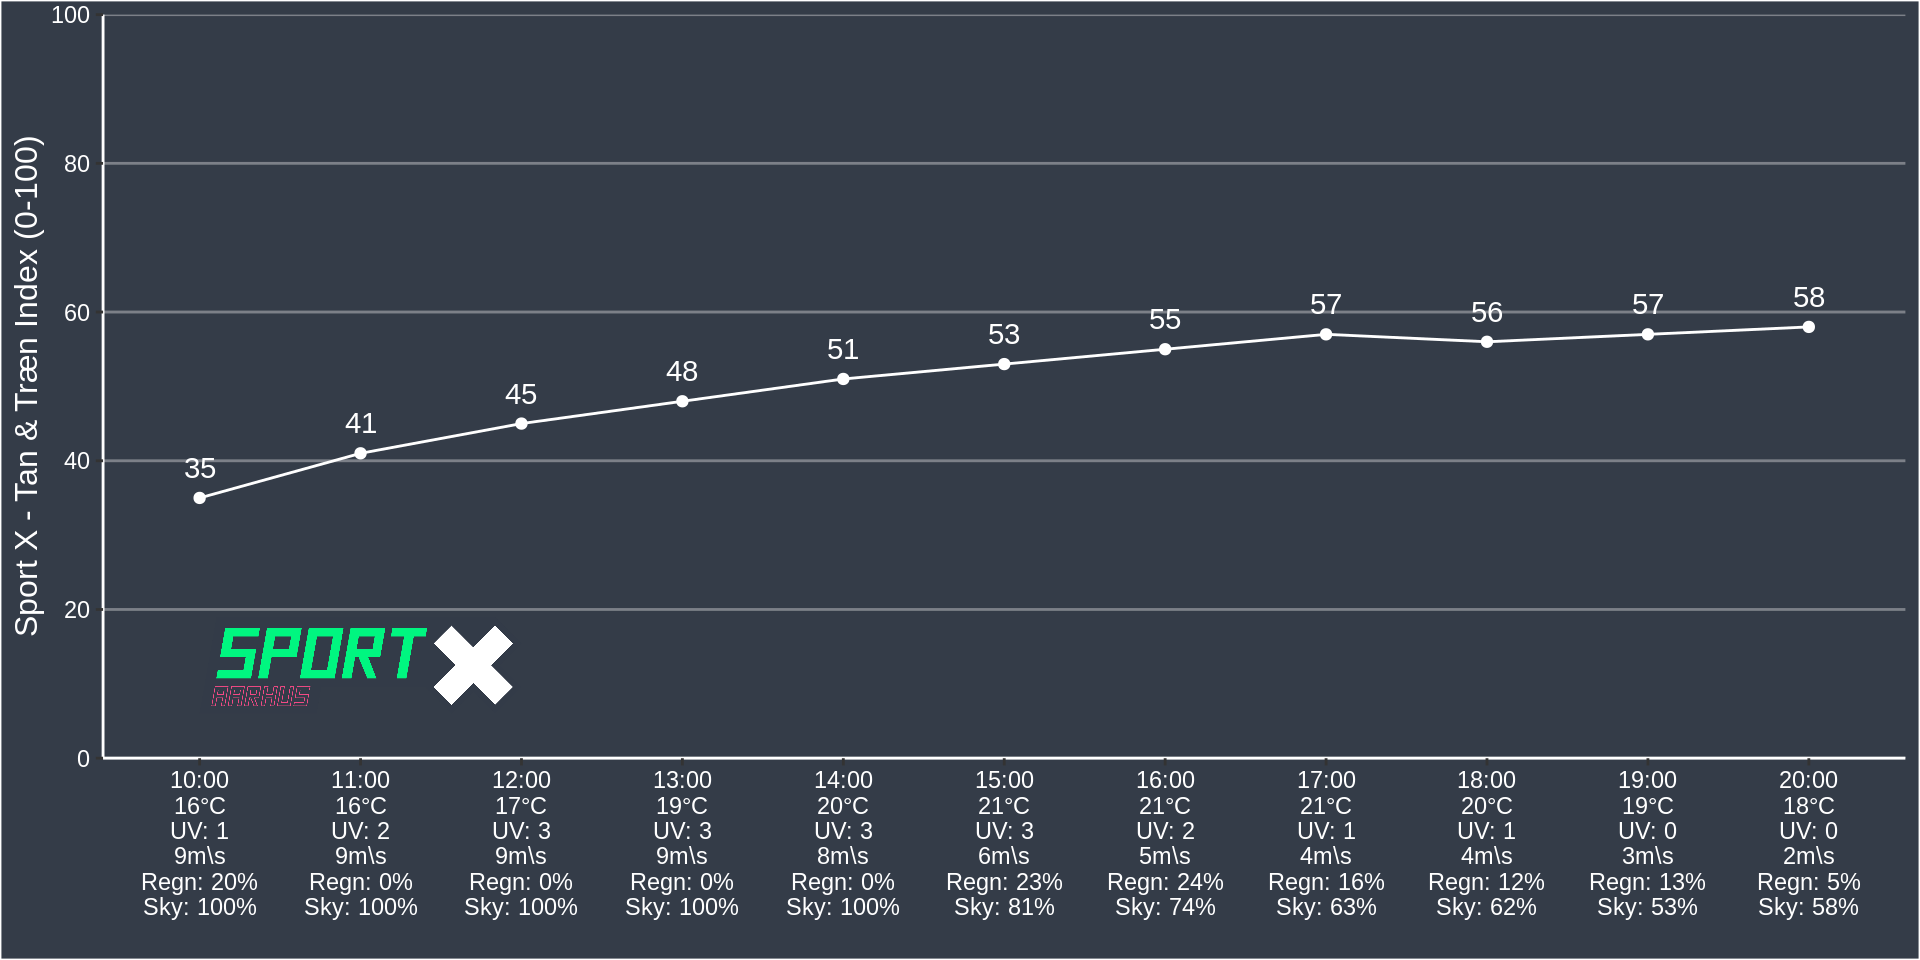 Sport X - Tan & Træn Index (0-100)
100
80
60
40
20
0
35
41
45
48
51
53
55
57
56
57
58
SPORT X
AARHUS
10:00
16°C
UV: 1
9m\s
Regn: 20%
Sky: 100%
11:00
16°C
UV: 2
9m\s
Regn: 0%
Sky: 100%
12:00
17°C
UV: 3
9m\s
Regn: 0%
Sky: 100%
13:00
19°C
UV: 3
9m\s
Regn: 0%
Sky: 100%
14:00
20°C
UV: 3
8m\s
Regn: 0%
Sky: 100%
15:00
21°C
UV: 3
6m\s
Regn: 23%
Sky: 81%
16:00
21°C
UV: 2
5m\s
Regn: 24%
Sky: 74%
17:00
21°C
UV: 1
4m\s
Regn: 16%
Sky: 63%
18:00
20°C
UV: 1
4m\s
Regn: 12%
Sky: 62%
19:00
19°C
UV: 0
3m\s
Regn: 13%
Sky: 53%
20:00
18°C
UV: 0
2m\s
Regn: 5%
Sky: 58%